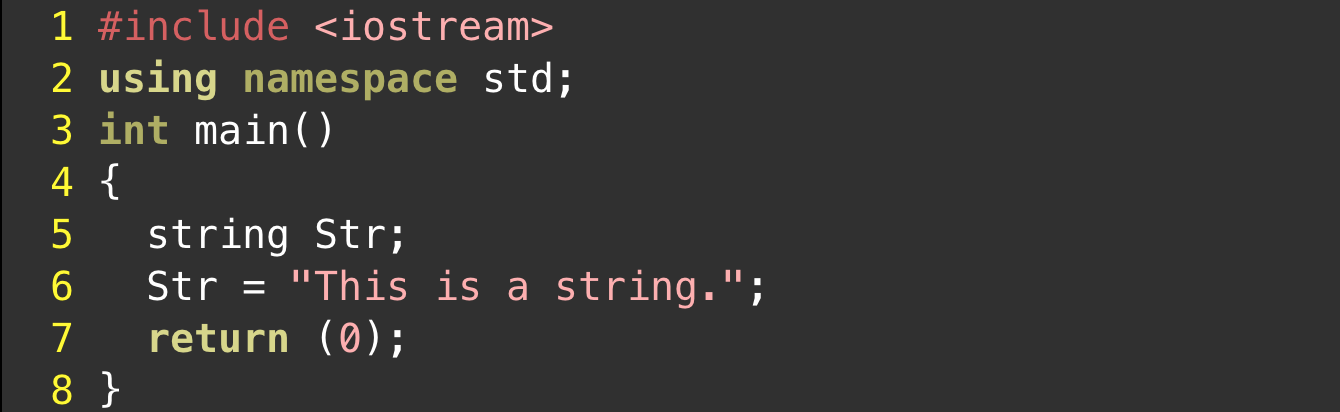 1 #include <iostream>
2 using namespace std;
3 int main()
4 {
5   string Str;
6   Str = "This is a string.";
7   return (0);
8 }